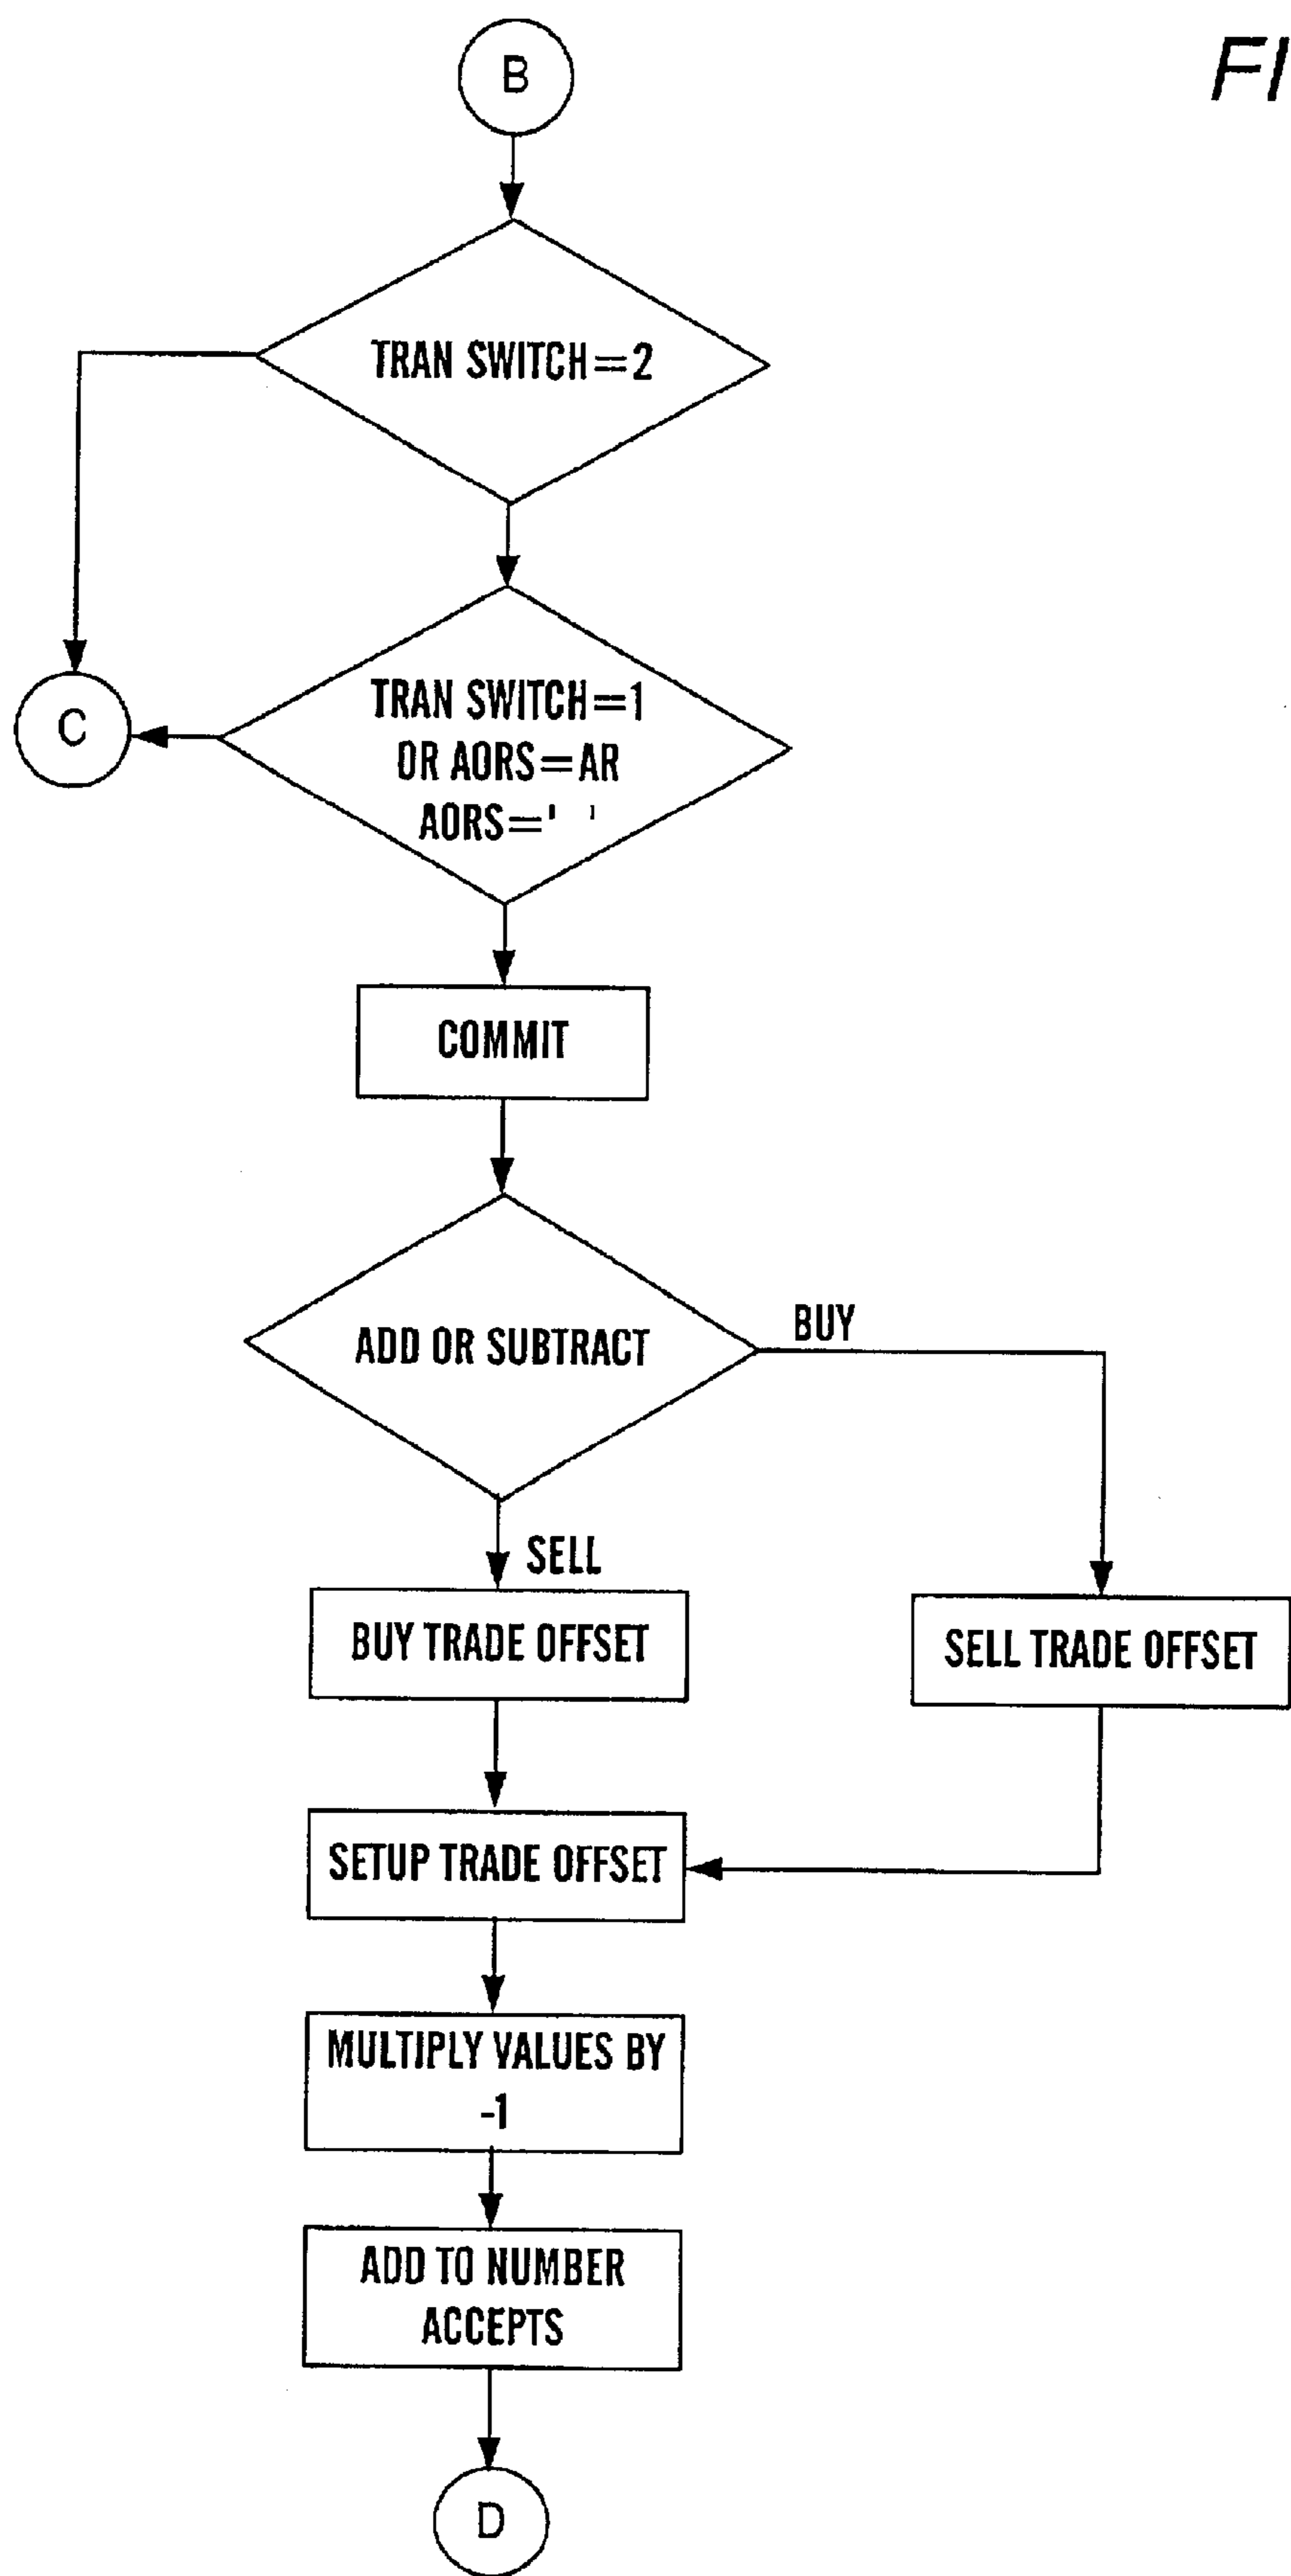 FI
B
TRAN SWITCH=2
C
TRAN SWITCH=1
OR AORS=AR
AORS=' '
COMMIT
ADD OR SUBTRACT
BUY
SELL
BUY TRADE OFFSET
SELL TRADE OFFSET
SETUP TRADE OFFSET
MULTIPLY VALUES BY
-1
ADD TO NUMBER
ACCEPTS
D